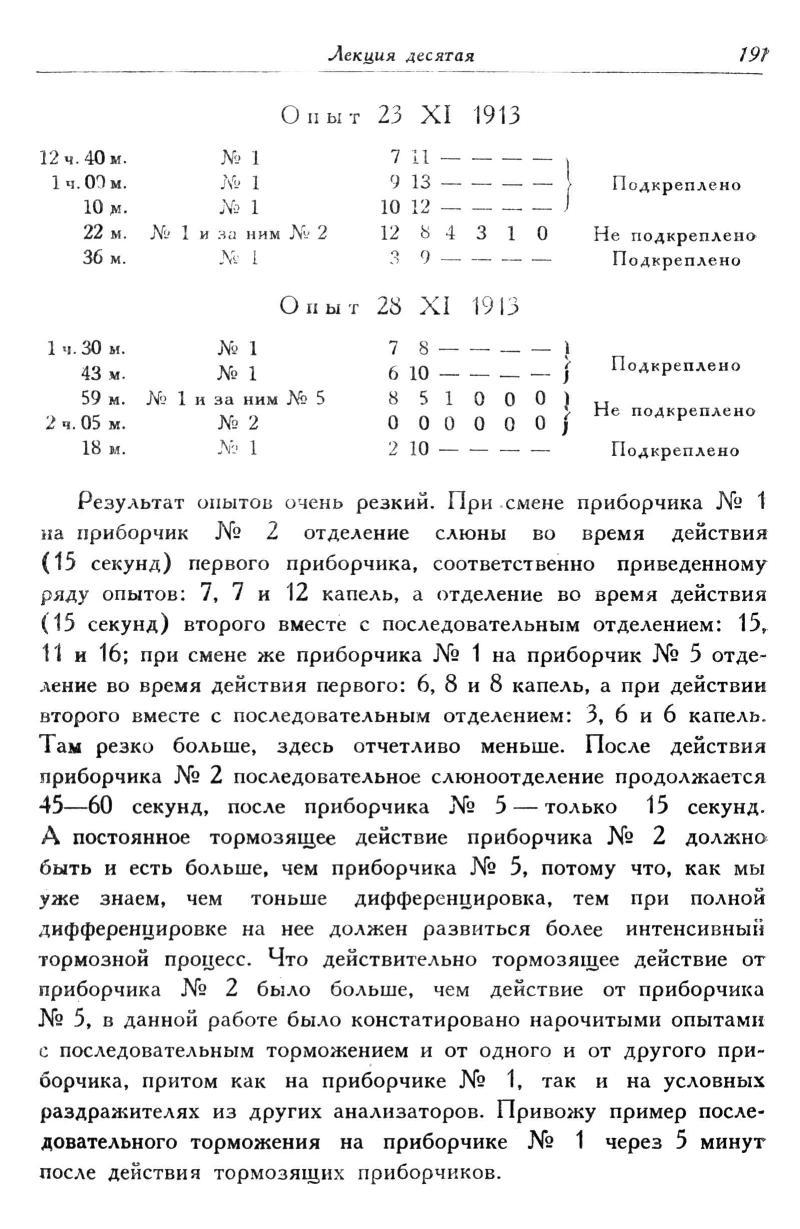 Лекция десятая 191
Опыт 23 XI 1913
12 ч. 40 м. № 1 7 11 — — — — Подкреплено
1 ч. 00 м. № 1 9 13 — — — —
10 м. № 1 10 12 — — — —
22 м. № 1 и за ним № 2 12 8 4 3 1 0 Не подкреплено
36 м. № 1 3 9 — — — — Подкреплено
Опыт 28 XI 1913
1 ч. 30 м. № 1 7 8 — — — — Подкреплено
43 м. № 1 6 10 — — — —
59 м. № 1 и за ним № 5 8 5 1 0 0 0 Не подкреплено
2 ч. 05 м. № 2 0 0 0 0 0 0
18 м. № 1 2 10 — — — — Подкреплено
Результат опытов очень резкий. При смене приборчика № 1
на приборчик № 2 отделение слюны во время действия
(15 секунд) первого приборчика, соответственно приведенному
ряду опытов: 7, 7 и 12 капель, а отделение во время действия
(15 секунд) второго вместе с последовательным отделением: 15,
11 и 16; при смене же приборчика № 1 на приборчик № 5 отде-
ление во время действия первого: 6, 8 и 8 капель, а при действии
второго вместе с последовательным отделением: 3, 6 и 6 капель.
Там резко больше, здесь отчетливо меньше. После действия
приборчика № 2 последовательное слюноотделение продолжается
45—60 секунд, после приборчика № 5 — только 15 секунд.
А постоянное тормозящее действие приборчика № 2 должно
быть и есть больше, чем приборчика № 5, потому что, как мы
уже знаем, чем тоньше дифференцировка, тем при полной
дифференцировке на нее должен развиться более интенсивный
тормозной процесс. Что действительно тормозящее действие от
приборчика № 2 было больше, чем действие от приборчика
№ 5, в данной работе было констатировано нарочитыми опытами
с последовательным торможением и от одного и от другого при-
борчика, притом как на приборчике № 1, так и на условных
раздражителях из других анализаторов. Привожу пример после-
довательного торможения на приборчике № 1 через 5 минут
после действия тормозящих приборчиков.